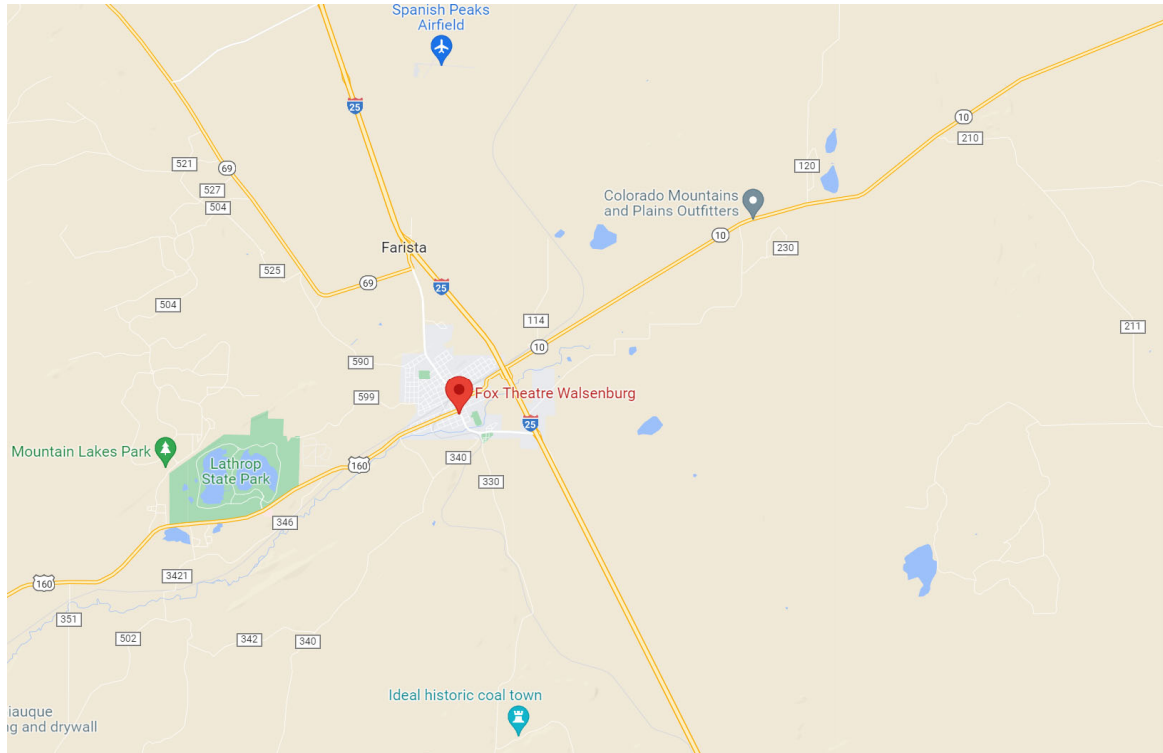 Spanish Peaks
Airfield
25
10
210
521
69
120
527
504
Colorado Mountains
and Plains Outfitters
10
230
Farista
525
69
25
504
114
211
10
590
599
Fox Theatre Walsenburg
25
Mountain Lakes Park
Lathrop
State Park
160
340
330
346
160
3421
351
502
342
340
Ideal historic coal town
iauque
ng and drywall